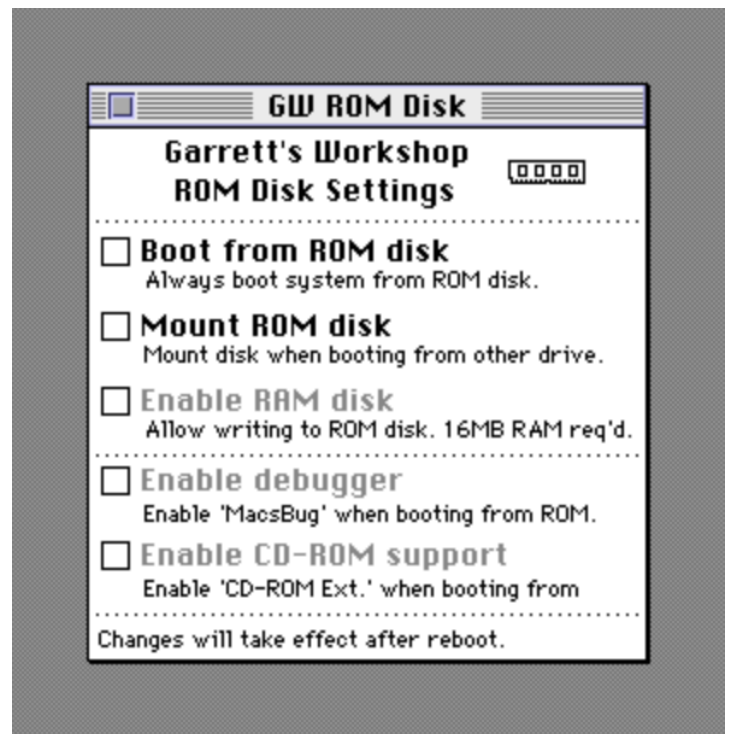 GW ROM Disk
Garrett's Workshop
ROM Disk Settings
Boot from ROM disk
Always boot system from ROM disk.
Mount ROM disk
Mount disk when booting from other drive.
Enable RAM disk
Allow writing to ROM disk. 16MB RAM req'd.
Enable debugger
Enable 'MacsBug' when booting from ROM.
Enable CD-ROM support
Enable 'CD-ROM Ext.' when booting from
Changes will take effect after reboot.